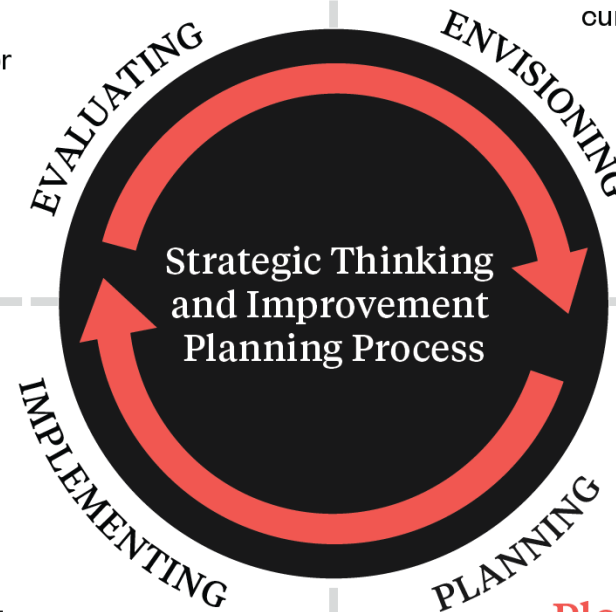 EVALUATING
ENVISIONING
Strategic Thinking
and Improvement
Planning Process
IMPLEMENTING
PLANNING